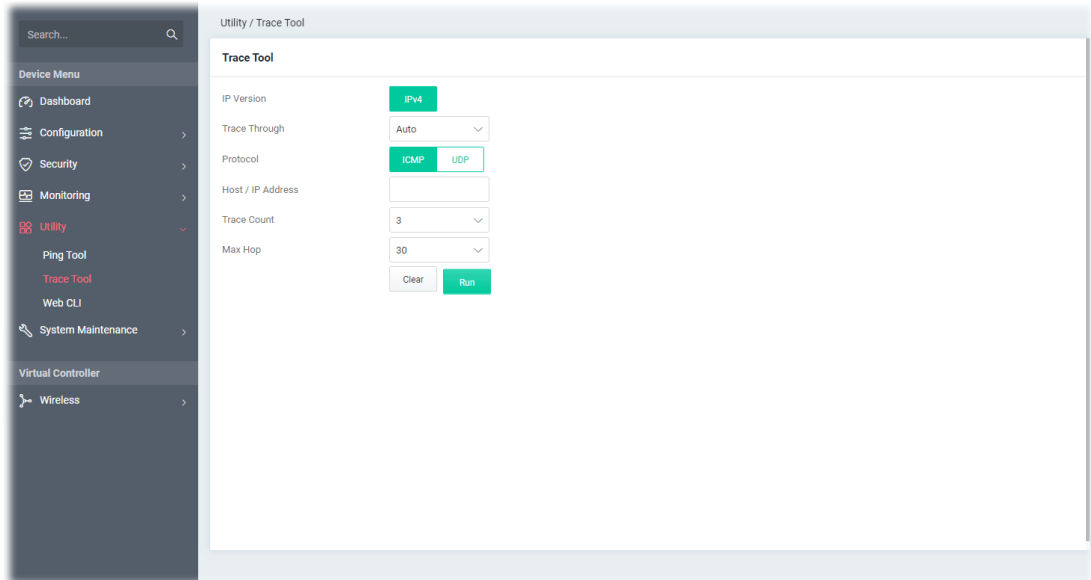 Search...
Device Menu
Dashboard
Configuration
Security
Monitoring
Utility
Ping Tool
Trace Tool
Web CLI
System Maintenance
Virtual Controller
Wireless
Utility / Trace Tool
Trace Tool
IP Version IPv4
Trace Through Auto
Protocol ICMP UDP
Host / IP Address
Trace Count 3
Max Hop 30
Clear Run